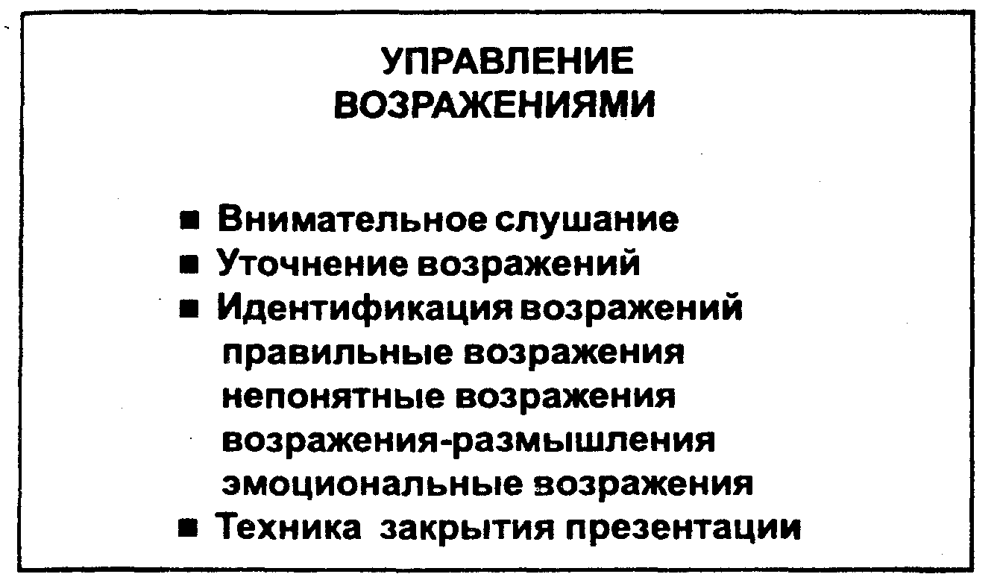 УПРАВЛЕНИЕ
ВОЗРАЖЕНИЯМИ
■ Внимательное слушание
■ Уточнение возражений
■ Идентификация возражений
правильные возражения
непонятные возражения
возражения-размышления
эмоциональные возражения
■ Техника закрытия презентации